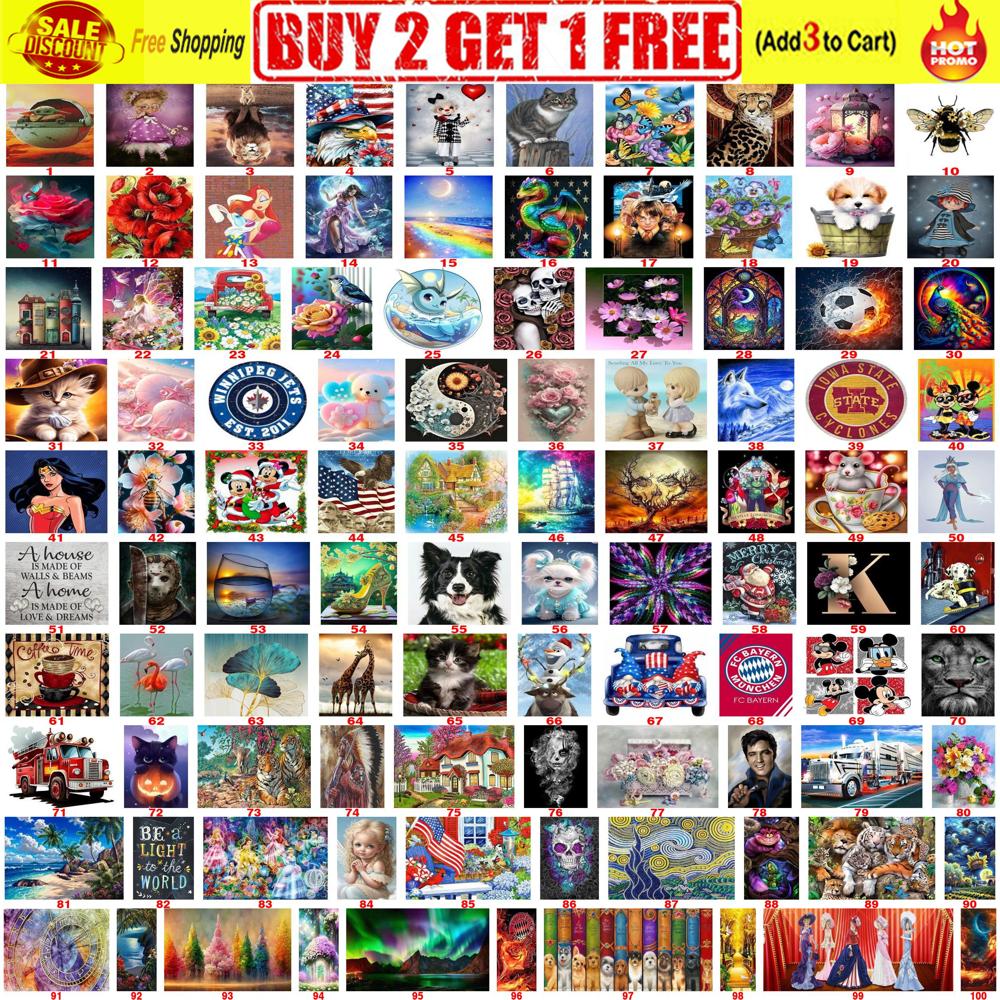 SALE
DISCOUNT
Free Shopping
BUY 2 GET 1 FREE
(Add3to Cart)
HOT
PROMO
1 2 3 4 5 6 7 8 9 10
11 12 13 14 15 16 17 18 19 20
21 22 23 24 25 26 27 28 29 30
WINNIPEG JETS
EST. 2011
Sending All My Love To You
IOWA STATE
STATE
CYCLONES
31 32 33 34 35 36 37 38 39 40
41 42 43 44 45 46 47 48 49 50
A house
IS MADE OF
WALLS & BEAMS
A home
IS MADE OF
LOVE & DREAMS
MERRY
Christmas
K
51 52 53 54 55 56 57 58 59 60
Coffee time
FC BAYERN
MÜNCHEN
FC BAYERN
61 62 63 64 65 66 67 68 69 70
71 72 73 74 75 76 77 78 79 80
BE a
LIGHT
to the
WORLD
81 82 83 84 85 86 87 88 89 90
91 92 93 94 95 96 97 98 99 100